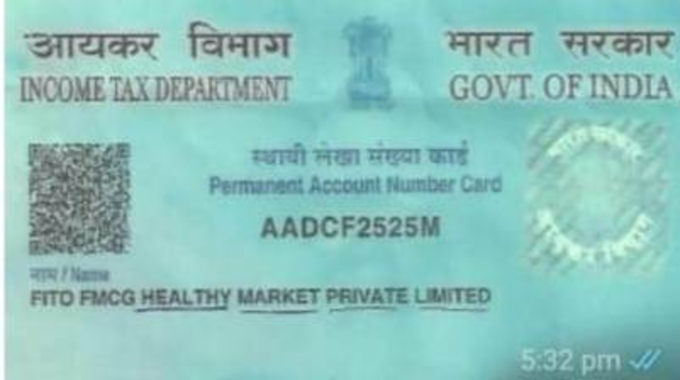 आयकर विभाग
भारत सरकार
INCOME TAX DEPARTMENT
GOVT. OF INDIA
स्थायी लेखा संख्या कार्ड
Permanent Account Number Card
AADCF2525M
नाम / Name
FITO FMCG HEALTHY MARKET PRIVATE LIMITED
5:32 pm